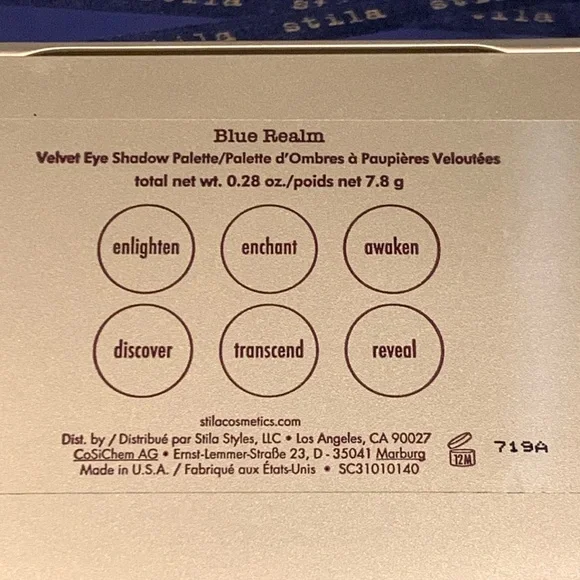 stila
stila
Blue Realm
Velvet Eye Shadow Palette/Palette d'Ombres à Paupières Veloutées
total net wt. 0.28 oz./poids net 7.8 g
enlighten enchant awaken
discover transcend reveal
stilacosmetics.com
Dist. by / Distribué par Stila Styles, LLC • Los Angeles, CA 90027
CoSiChem AG • Ernst-Lemmer-Straße 23, D - 35041 Marburg
Made in U.S.A. / Fabriqué aux États-Unis • SC31010140
12M
719A